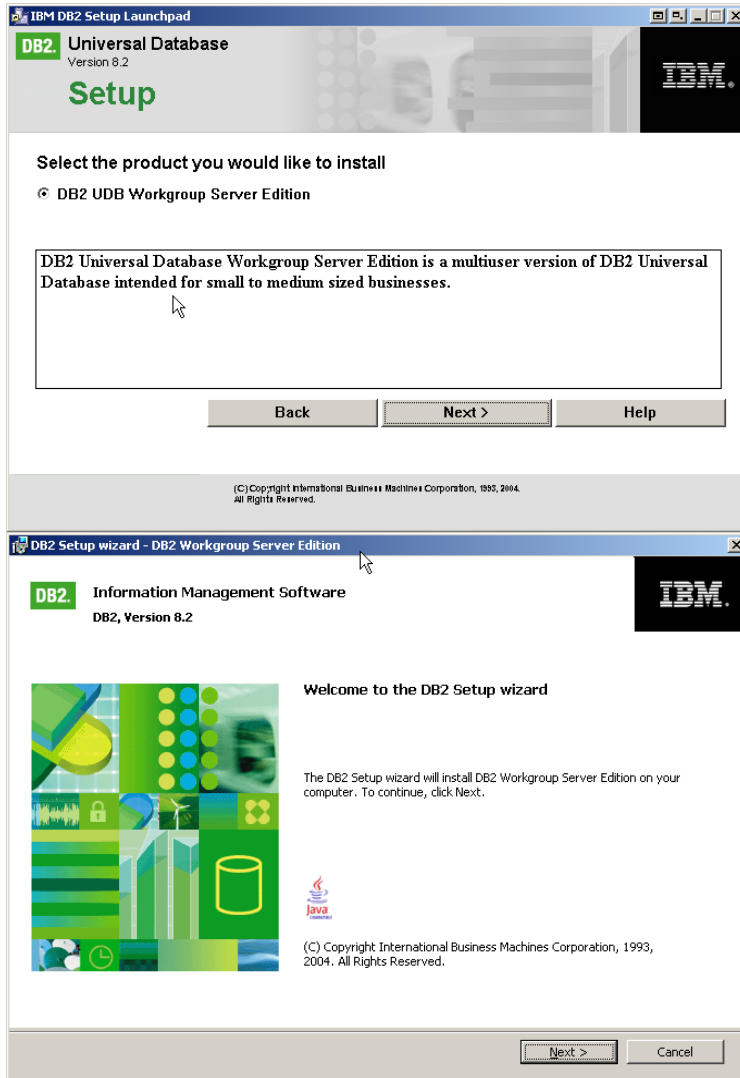 IBM DB2 Setup Launchpad
DB2. Universal Database
Version 8.2
Setup
IBM.
Select the product you would like to install
DB2 UDB Workgroup Server Edition
DB2 Universal Database Workgroup Server Edition is a multiuser version of DB2 Universal
Database intended for small to medium sized businesses.
Back Next > Help
(C)Copyright International Business Machines Corporation, 1993, 2004.
All Rights Reserved.
DB2 Setup wizard - DB2 Workgroup Server Edition
DB2. Information Management Software
DB2, Version 8.2
IBM.
Welcome to the DB2 Setup wizard
The DB2 Setup wizard will install DB2 Workgroup Server Edition on your
computer. To continue, click Next.
Java
COMPATIBLE
(C) Copyright International Business Machines Corporation, 1993,
2004. All Rights Reserved.
Next > Cancel